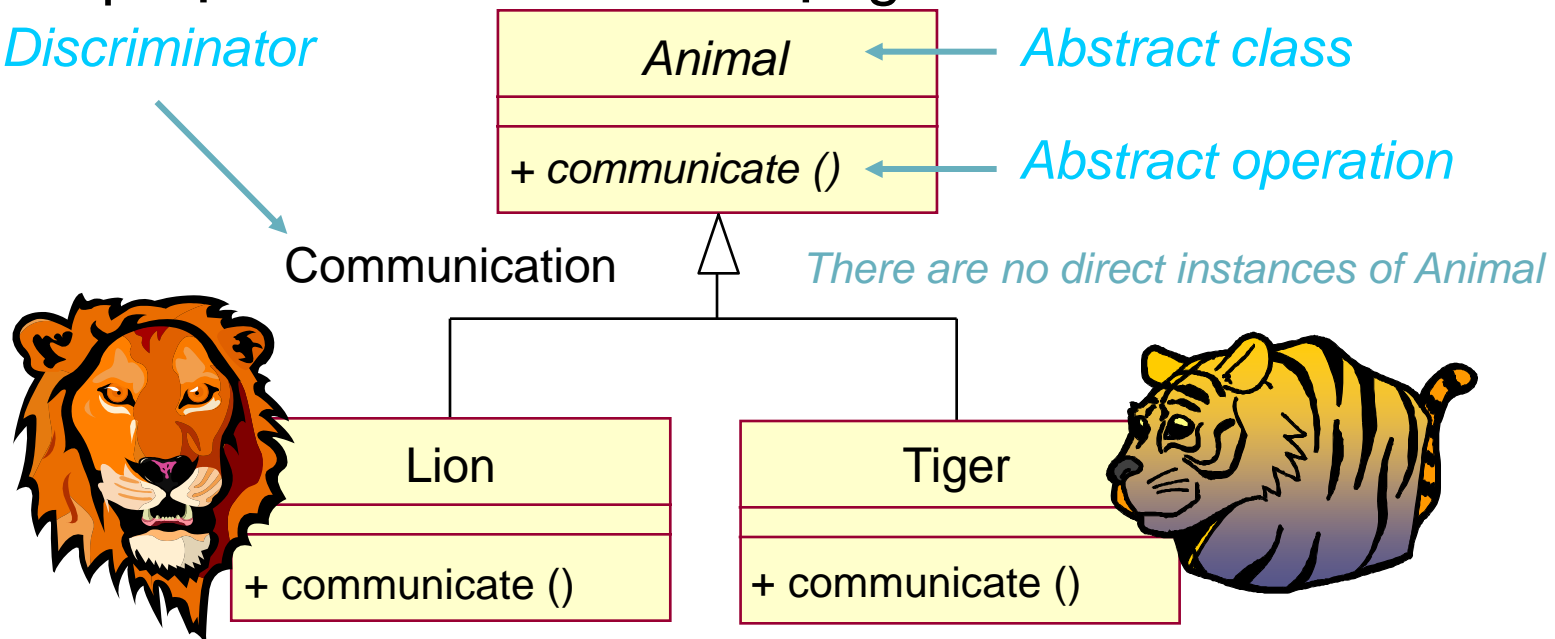 Discriminator
Animal
Abstract class
+ communicate ()
Abstract operation
Communication
There are no direct instances of Animal
Lion
Tiger
+ communicate ()
+ communicate ()